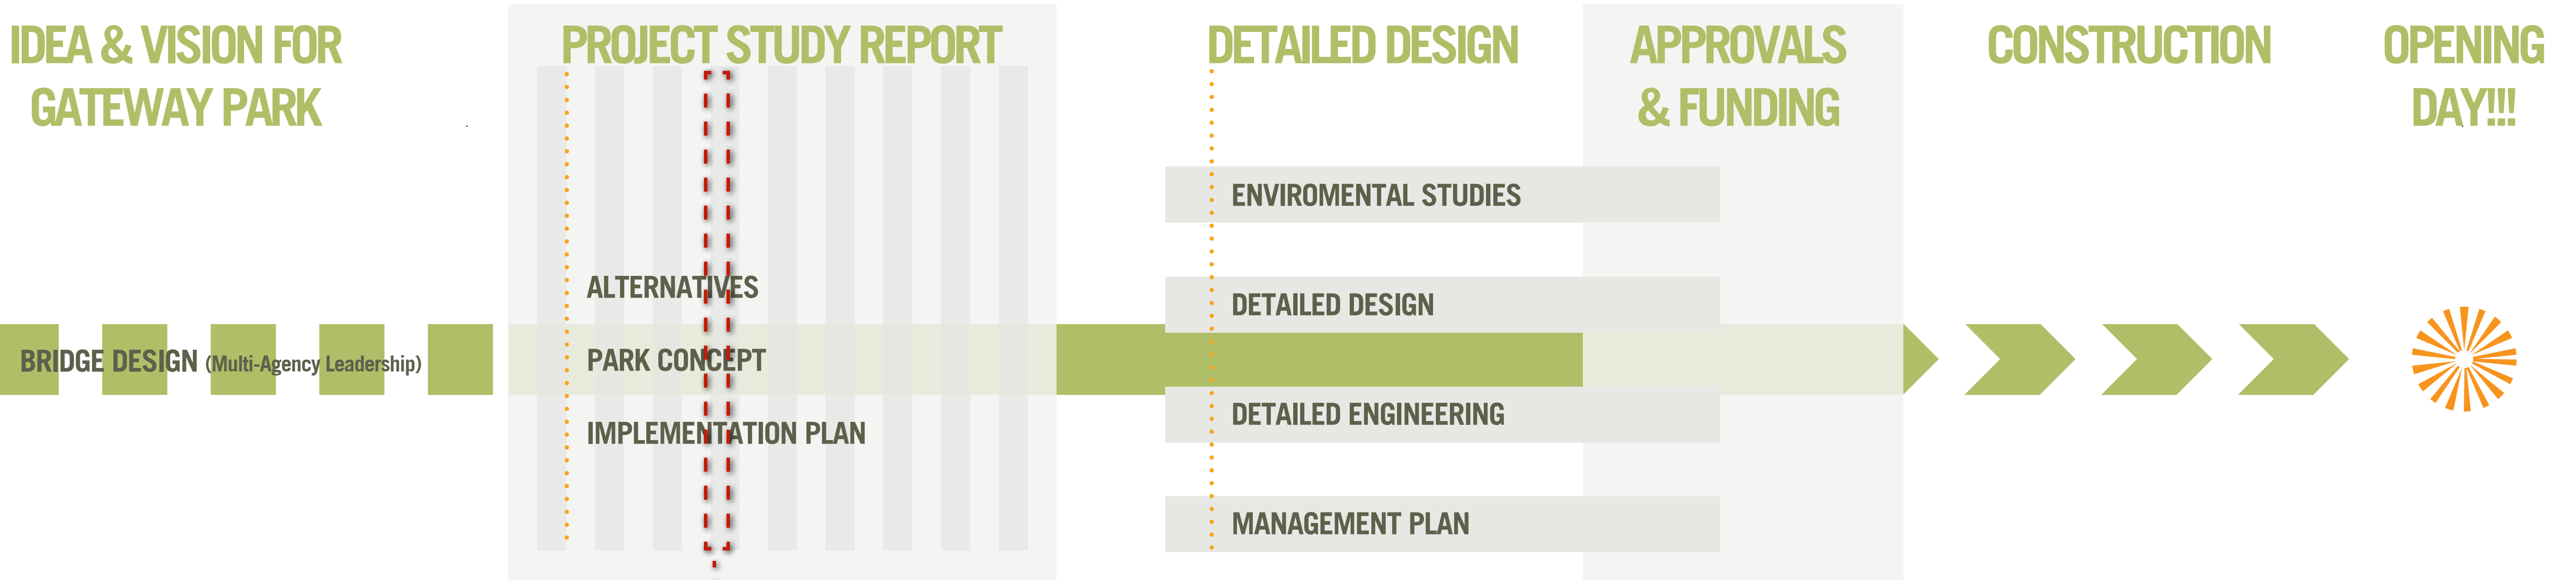 IDEA & VISION FOR
GATEWAY PARK
BRIDGE DESIGN (Multi-Agency Leadership)
PROJECT STUDY REPORT
ALTERNATIVES
PARK CONCEPT
IMPLEMENTATION PLAN
DETAILED DESIGN
ENVIROMENTAL STUDIES
DETAILED DESIGN
DETAILED ENGINEERING
MANAGEMENT PLAN
APPROVALS
& FUNDING
CONSTRUCTION
OPENING
DAY!!!